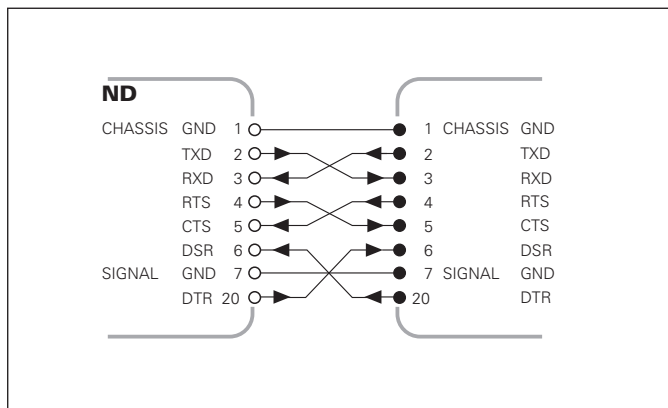 ND
CHASSIS GND 1 1 CHASSIS GND
TXD 2 2 TXD
RXD 3 3 RXD
RTS 4 4 RTS
CTS 5 5 CTS
DSR 6 6 DSR
SIGNAL GND 7 7 SIGNAL GND
DTR 20 20 DTR